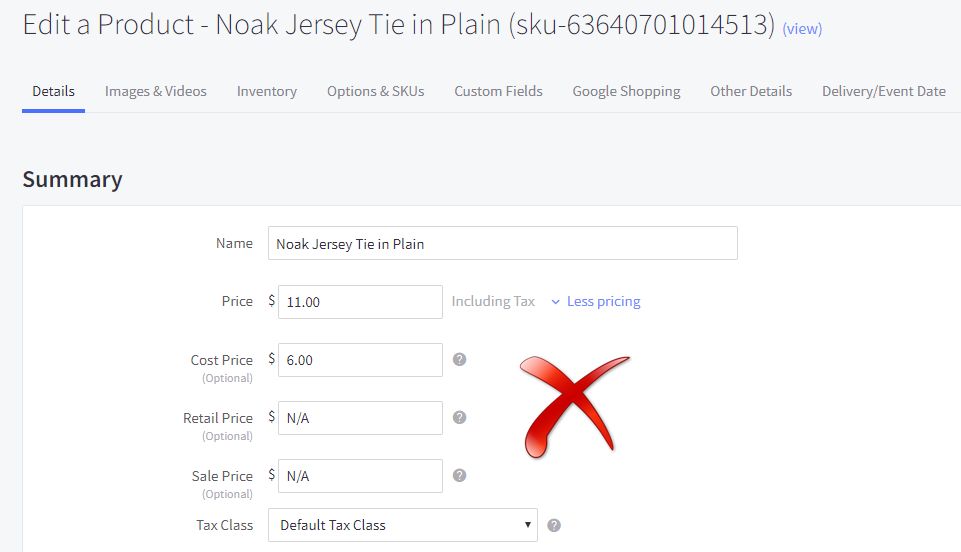 Edit a Product - Noak Jersey Tie in Plain (sku-63640701014513) (view)
Details Images & Videos Inventory Options & SKUs Custom Fields Google Shopping Other Details Delivery/Event Date
Summary
Name Noak Jersey Tie in Plain
Price $ 11.00 Including Tax Less pricing
Cost Price $ 6.00 ?
(Optional)
Retail Price $ N/A ?
(Optional)
Sale Price $ N/A ?
(Optional)
Tax Class Default Tax Class ?